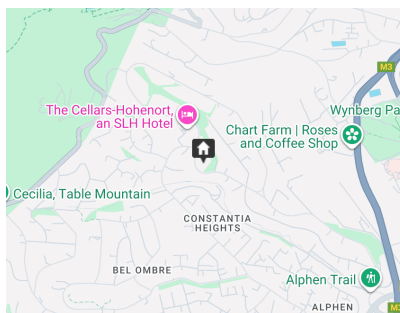 M3
The Cellars-Hohenort,
an SLH Hotel
Wynberg Pa
Chart Farm | Roses
and Coffee Shop
Cecilia, Table Mountain
CONSTANTIA
HEIGHTS
BEL OMBRE
Alphen Trail
ALPHEN
M3